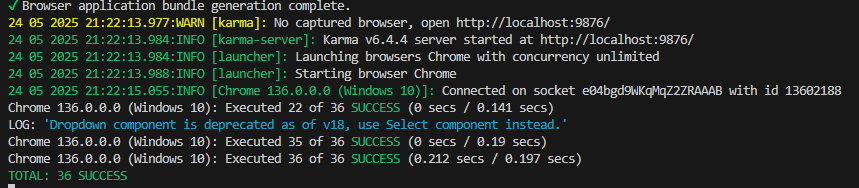 ✓ Browser application bundle generation complete.
24 05 2025 21:22:13.977:WARN [karma]: No captured browser, open http://localhost:9876/
24 05 2025 21:22:13.984:INFO [karma-server]: Karma v6.4.4 server started at http://localhost:9876/
24 05 2025 21:22:13.984:INFO [launcher]: Launching browsers Chrome with concurrency unlimited
24 05 2025 21:22:13.988:INFO [launcher]: Starting browser Chrome
24 05 2025 21:22:15.055:INFO [Chrome 136.0.0.0 (Windows 10)]: Connected on socket e04bgd9WKqMqZ2ZRAAAB with id 13602188
Chrome 136.0.0.0 (Windows 10): Executed 22 of 36 SUCCESS (0 secs / 0.141 secs)
LOG: 'Dropdown component is deprecated as of v18, use Select component instead.'
Chrome 136.0.0.0 (Windows 10): Executed 35 of 36 SUCCESS (0 secs / 0.19 secs)
Chrome 136.0.0.0 (Windows 10): Executed 36 of 36 SUCCESS (0.212 secs / 0.197 secs)
TOTAL: 36 SUCCESS